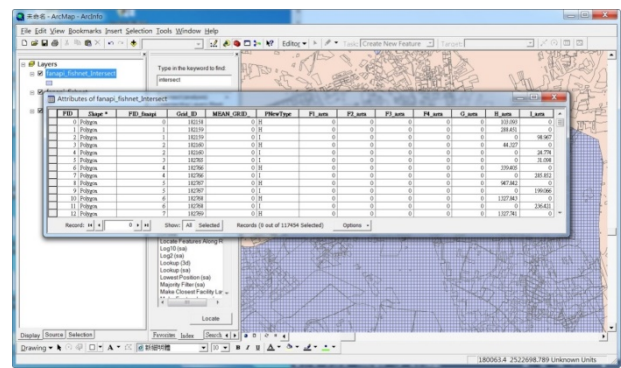 未命名 - ArcMap - ArcInfo
File Edit View Bookmarks Insert Selection Tools Window Help
Editor Task: Create New Feature Target:
Layers
fanapi_fishnet_Intersect
Type in the keyword to find:
intersect
Attributes of fanapi_fishnet_Intersect
FID Shape * FID_fanapi Grid_ID MEAN_GRID_ PNewType F1_area F2_area F3_area F4_area G_area H_area I_area
0 Polygon 0 182158 0 H 0 0 0 0 0 103.090 0
1 Polygon 1 182159 0 H 0 0 0 0 0 288.651 0
2 Polygon 1 182159 0 I 0 0 0 0 0 0 98.967
3 Polygon 2 182160 0 H 0 0 0 0 0 44.327 0
4 Polygon 2 182160 0 I 0 0 0 0 0 0 24.778
5 Polygon 3 182765 0 I 0 0 0 0 0 0 31.098
6 Polygon 4 182766 0 H 0 0 0 0 0 359.405 0
7 Polygon 4 182766 0 I 0 0 0 0 0 0 285.852
8 Polygon 5 182767 0 H 0 0 0 0 0 947.842 0
9 Polygon 5 182767 0 I 0 0 0 0 0 0 199.066
10 Polygon 6 182768 0 H 0 0 0 0 0 1327.843 0
11 Polygon 6 182768 0 I 0 0 0 0 0 0 236.421
12 Polygon 7 182769 0 H 0 0 0 0 0 1327.741 0
Record: 0 Show: All Selected Records (0 out of 117494 Selected) Options
Locate Features Along R
Log10 (sa)
Log2 (sa)
Lookup (3d)
Lookup (sa)
Lowest Position (sa)
Majority Filter (sa)
Make Closest Facility La
Locate
Display Source Selection Favorites Index Search
Drawing 新細明體 10 B I U A
180063.4 2522698.789 Unknown Units